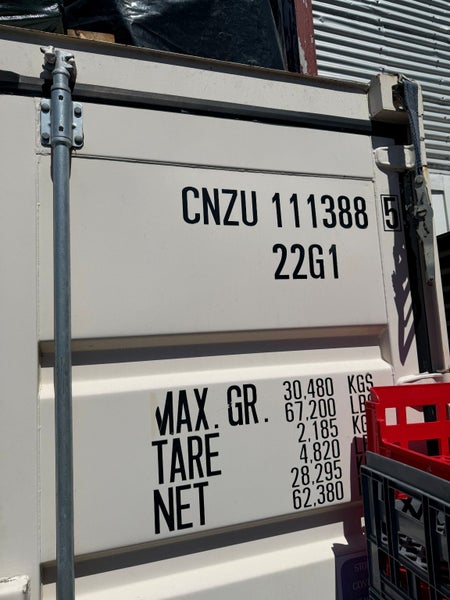 CNZU 111388 5
22G1
MAX. GR. 30,480 KGS
67,200 LBS
TARE 2,185 KG
4,820
NET 28,295
62,380